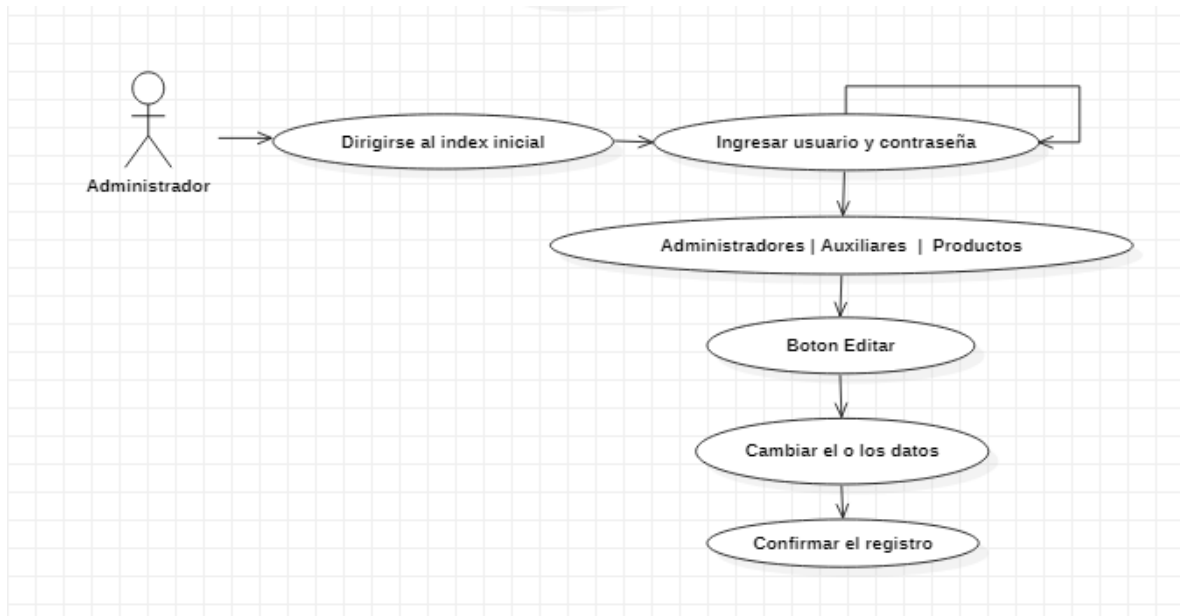 Administrador
Dirigirse al index inicial
Ingresar usuario y contraseña
Administradores | Auxiliares | Productos
Boton Editar
Cambiar el o los datos
Confirmar el registro